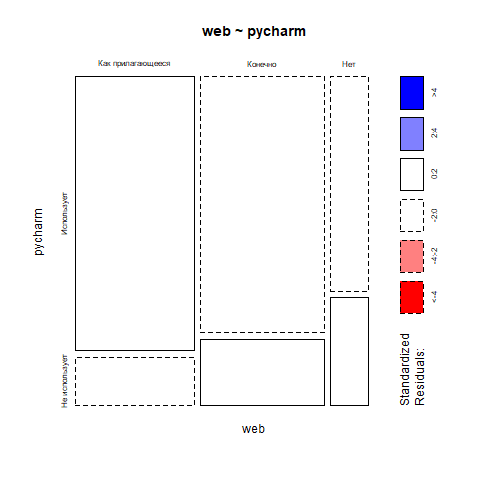 web ~ pycharm
Как прилагающееся
Конечно
Нет
pycharm
Использует
Не использует
web
Standardized
Residuals:
<-4
-4:-2
-2:0
0:2
2:4
>4